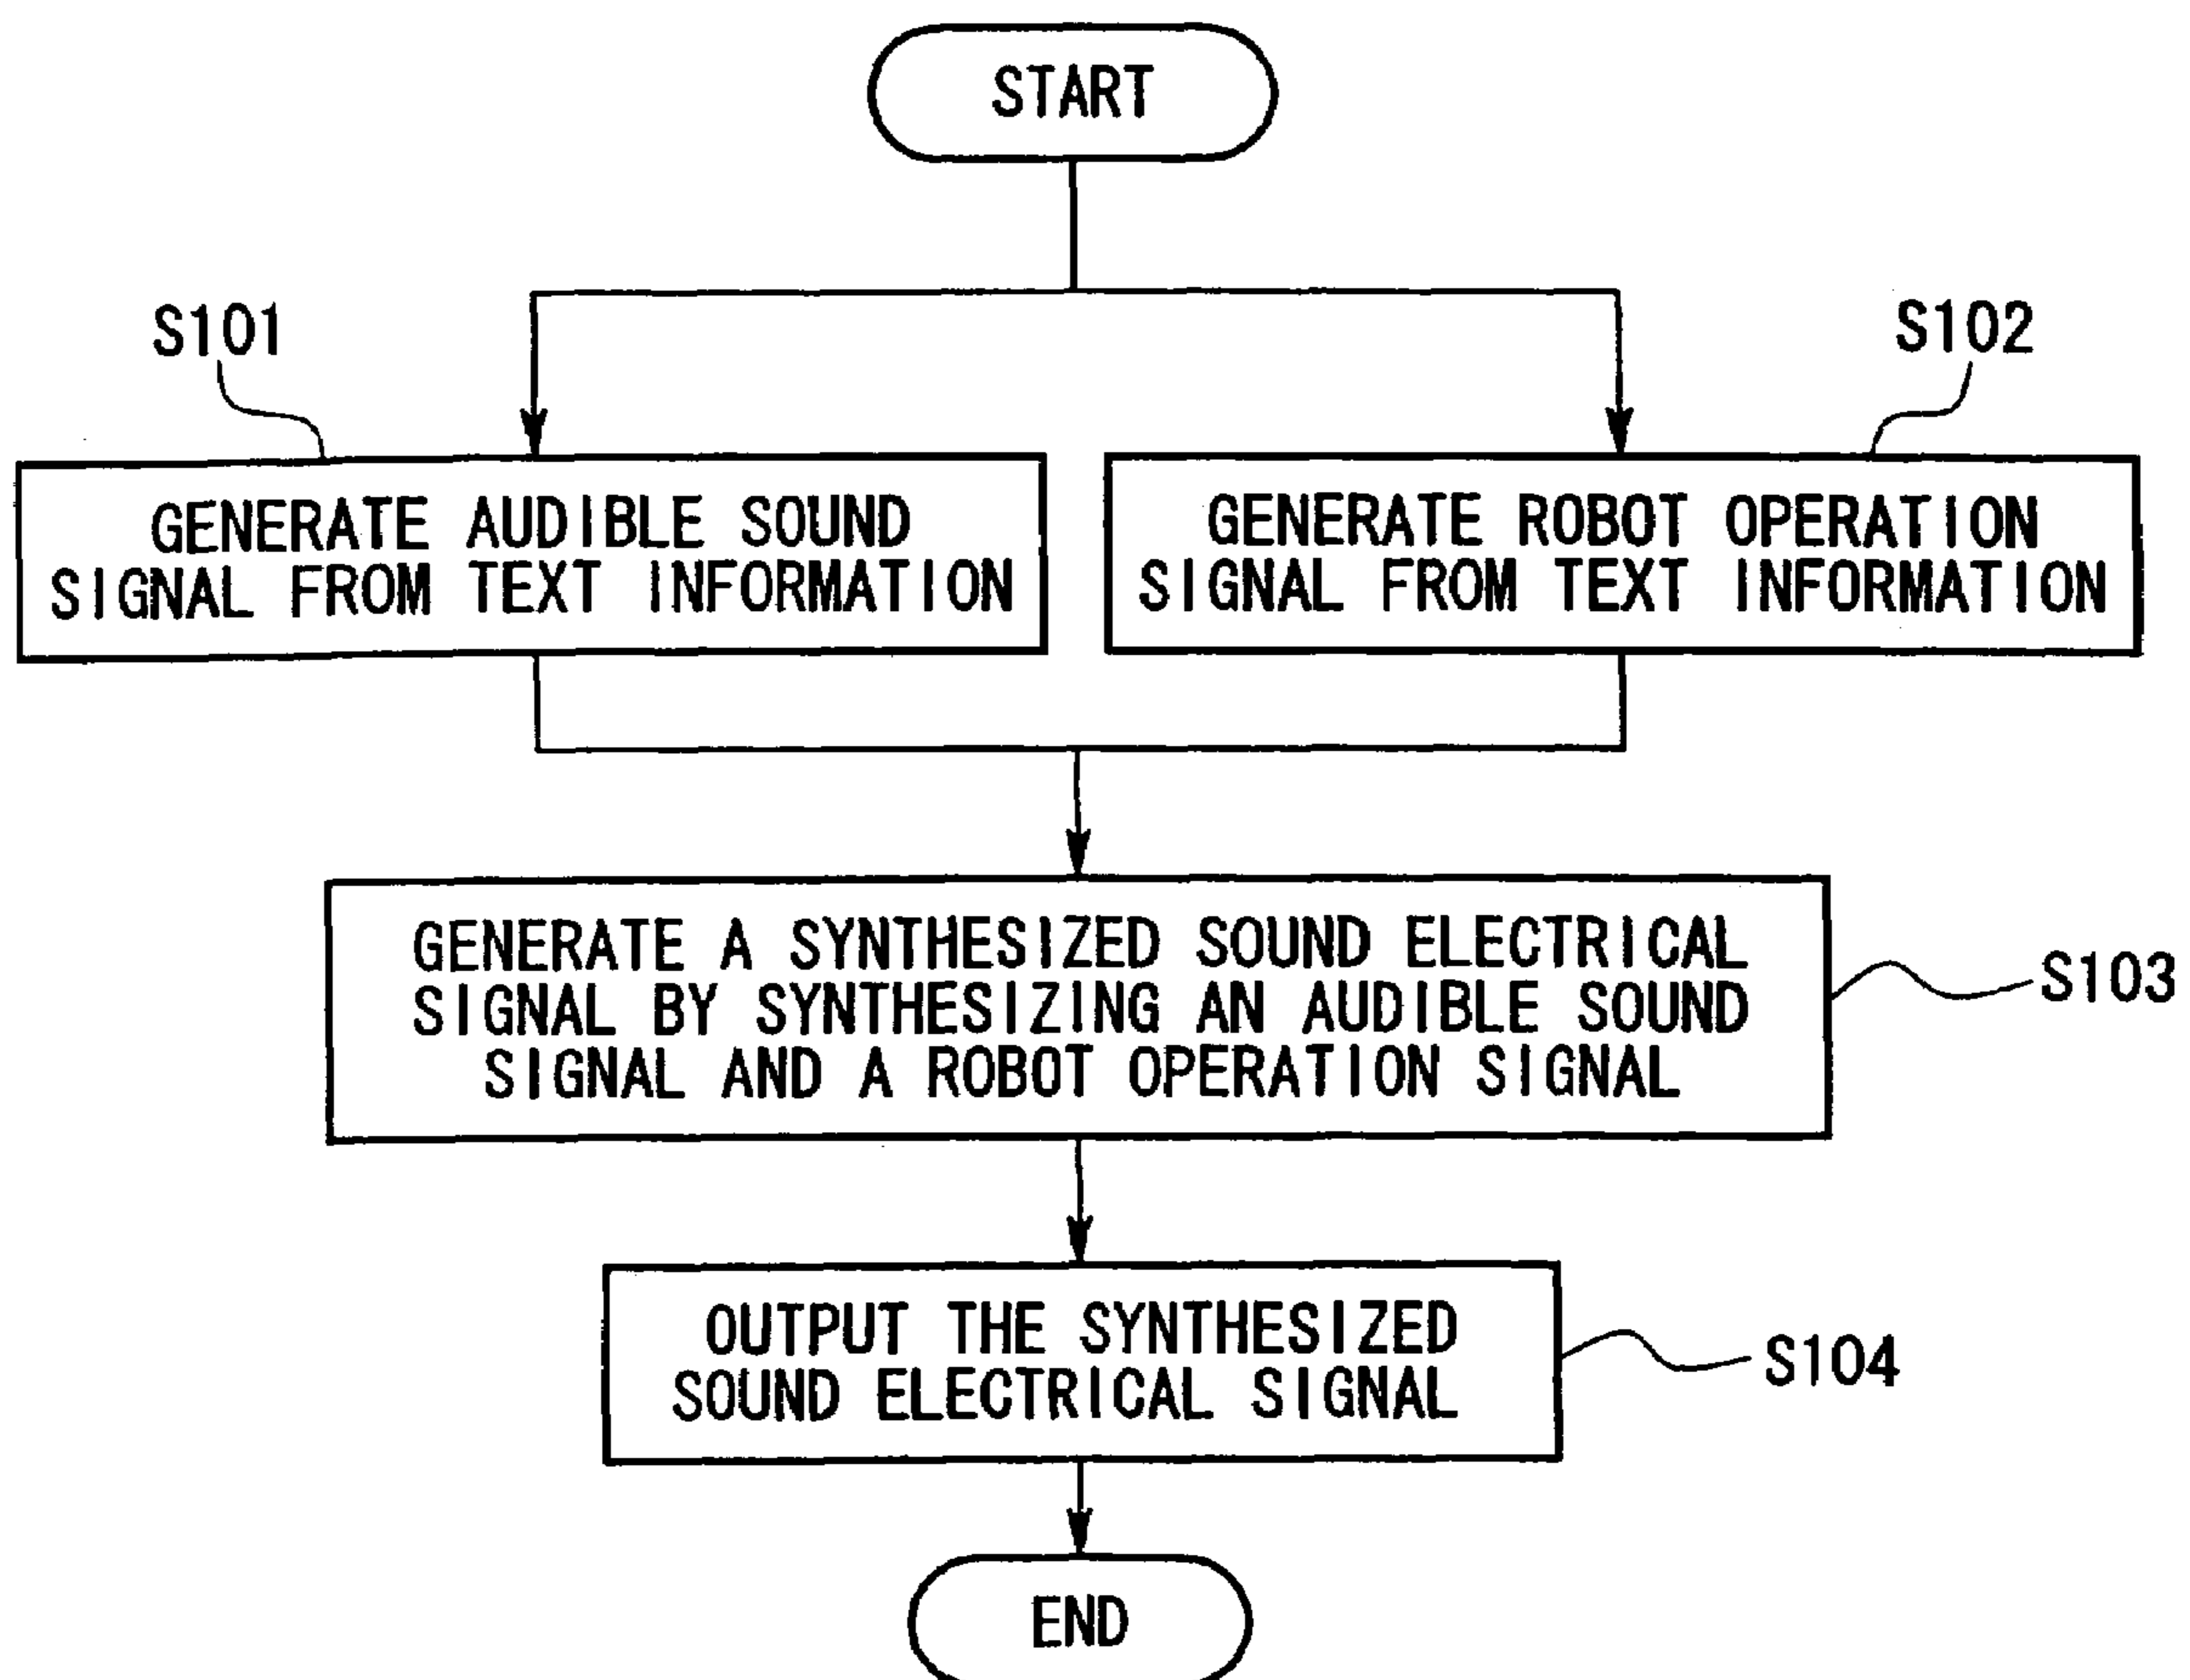 START
S101
S102
GENERATE AUDIBLE SOUND
SIGNAL FROM TEXT INFORMATION
GENERATE ROBOT OPERATION
SIGNAL FROM TEXT INFORMATION
GENERATE A SYNTHESIZED SOUND ELECTRICAL
SIGNAL BY SYNTHESIZING AN AUDIBLE SOUND
SIGNAL AND A ROBOT OPERATION SIGNAL
S103
OUTPUT THE SYNTHESIZED
SOUND ELECTRICAL SIGNAL
S104
END